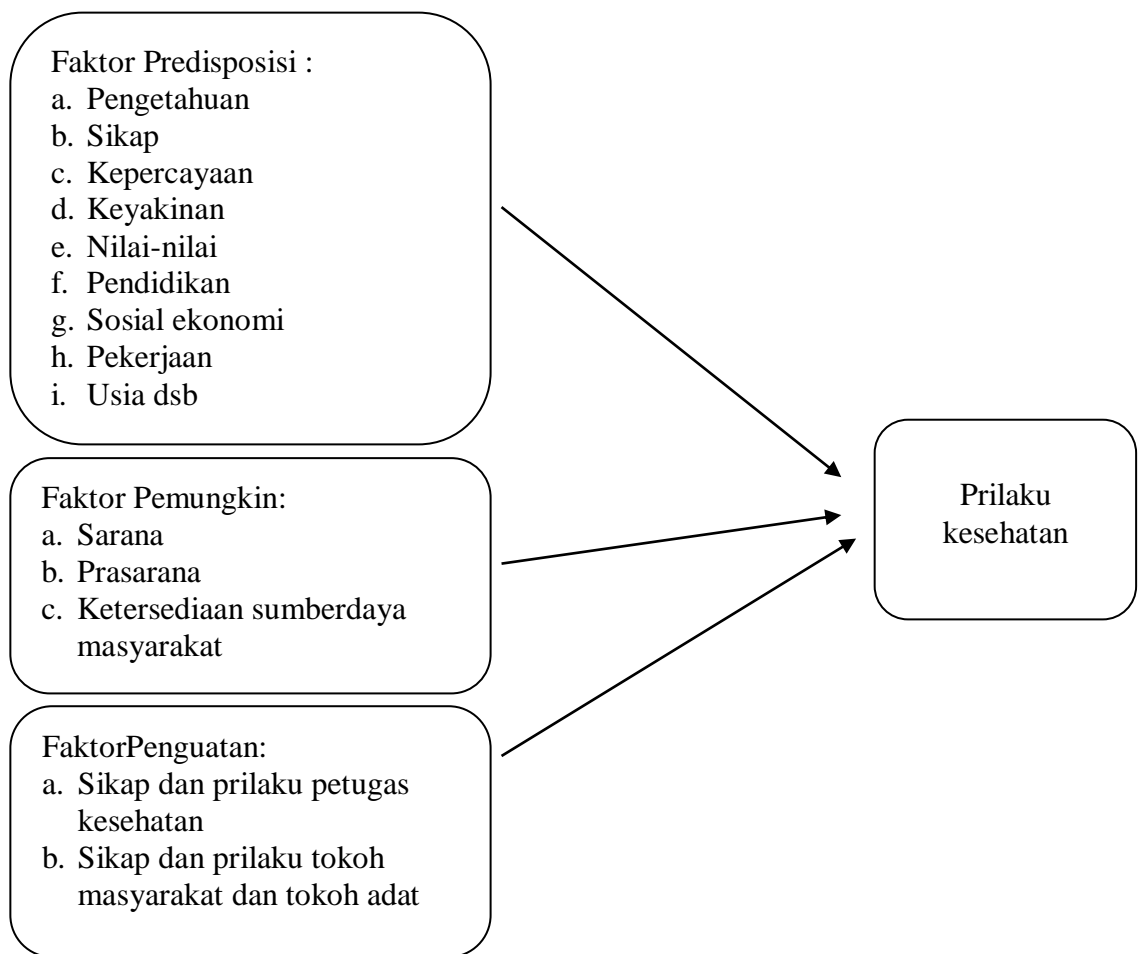 Faktor Predisposisi :
a. Pengetahuan
b. Sikap
c. Kepercayaan
d. Keyakinan
e. Nilai-nilai
f. Pendidikan
g. Sosial ekonomi
h. Pekerjaan
i. Usia dsb
Faktor Pemungkin:
a. Sarana
b. Prasarana
c. Ketersediaan sumberdaya
masyarakat
FaktorPenguatan:
a. Sikap dan prilaku petugas
kesehatan
b. Sikap dan prilaku tokoh
masyarakat dan tokoh adat
Prilaku
kesehatan